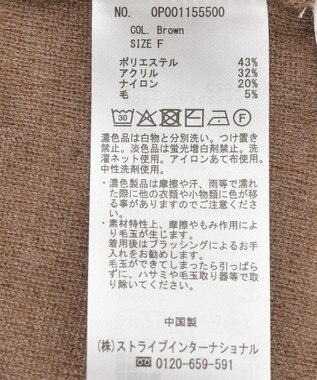 NO. 0P001155500
COL. Brown
SIZE F
ポリエステル 43%
アクリル 32%
ナイロン 20%
毛 5%
30
濃色品は白物と分別洗い。つけ置き
禁止。淡色品は蛍光増白剤禁止。洗
濯ネット使用。アイロンあて布使用。
中性洗剤使用。
・濃色製品は摩擦や汗、雨等で濡れ
た際に他の衣類や小物類に色が移
る事がありますのでご注意くださ
い。
・素材特性上、摩擦やもみ作用によ
り毛玉が生じます。
着用後はブラッシングによるお手
入れをお勧めします。
毛玉ができてしまったら引っぱら
ずに、ハサミや毛玉取り器等で取
り除いてください。
中国製
(株)ストライプインターナショナル
0120-659-591